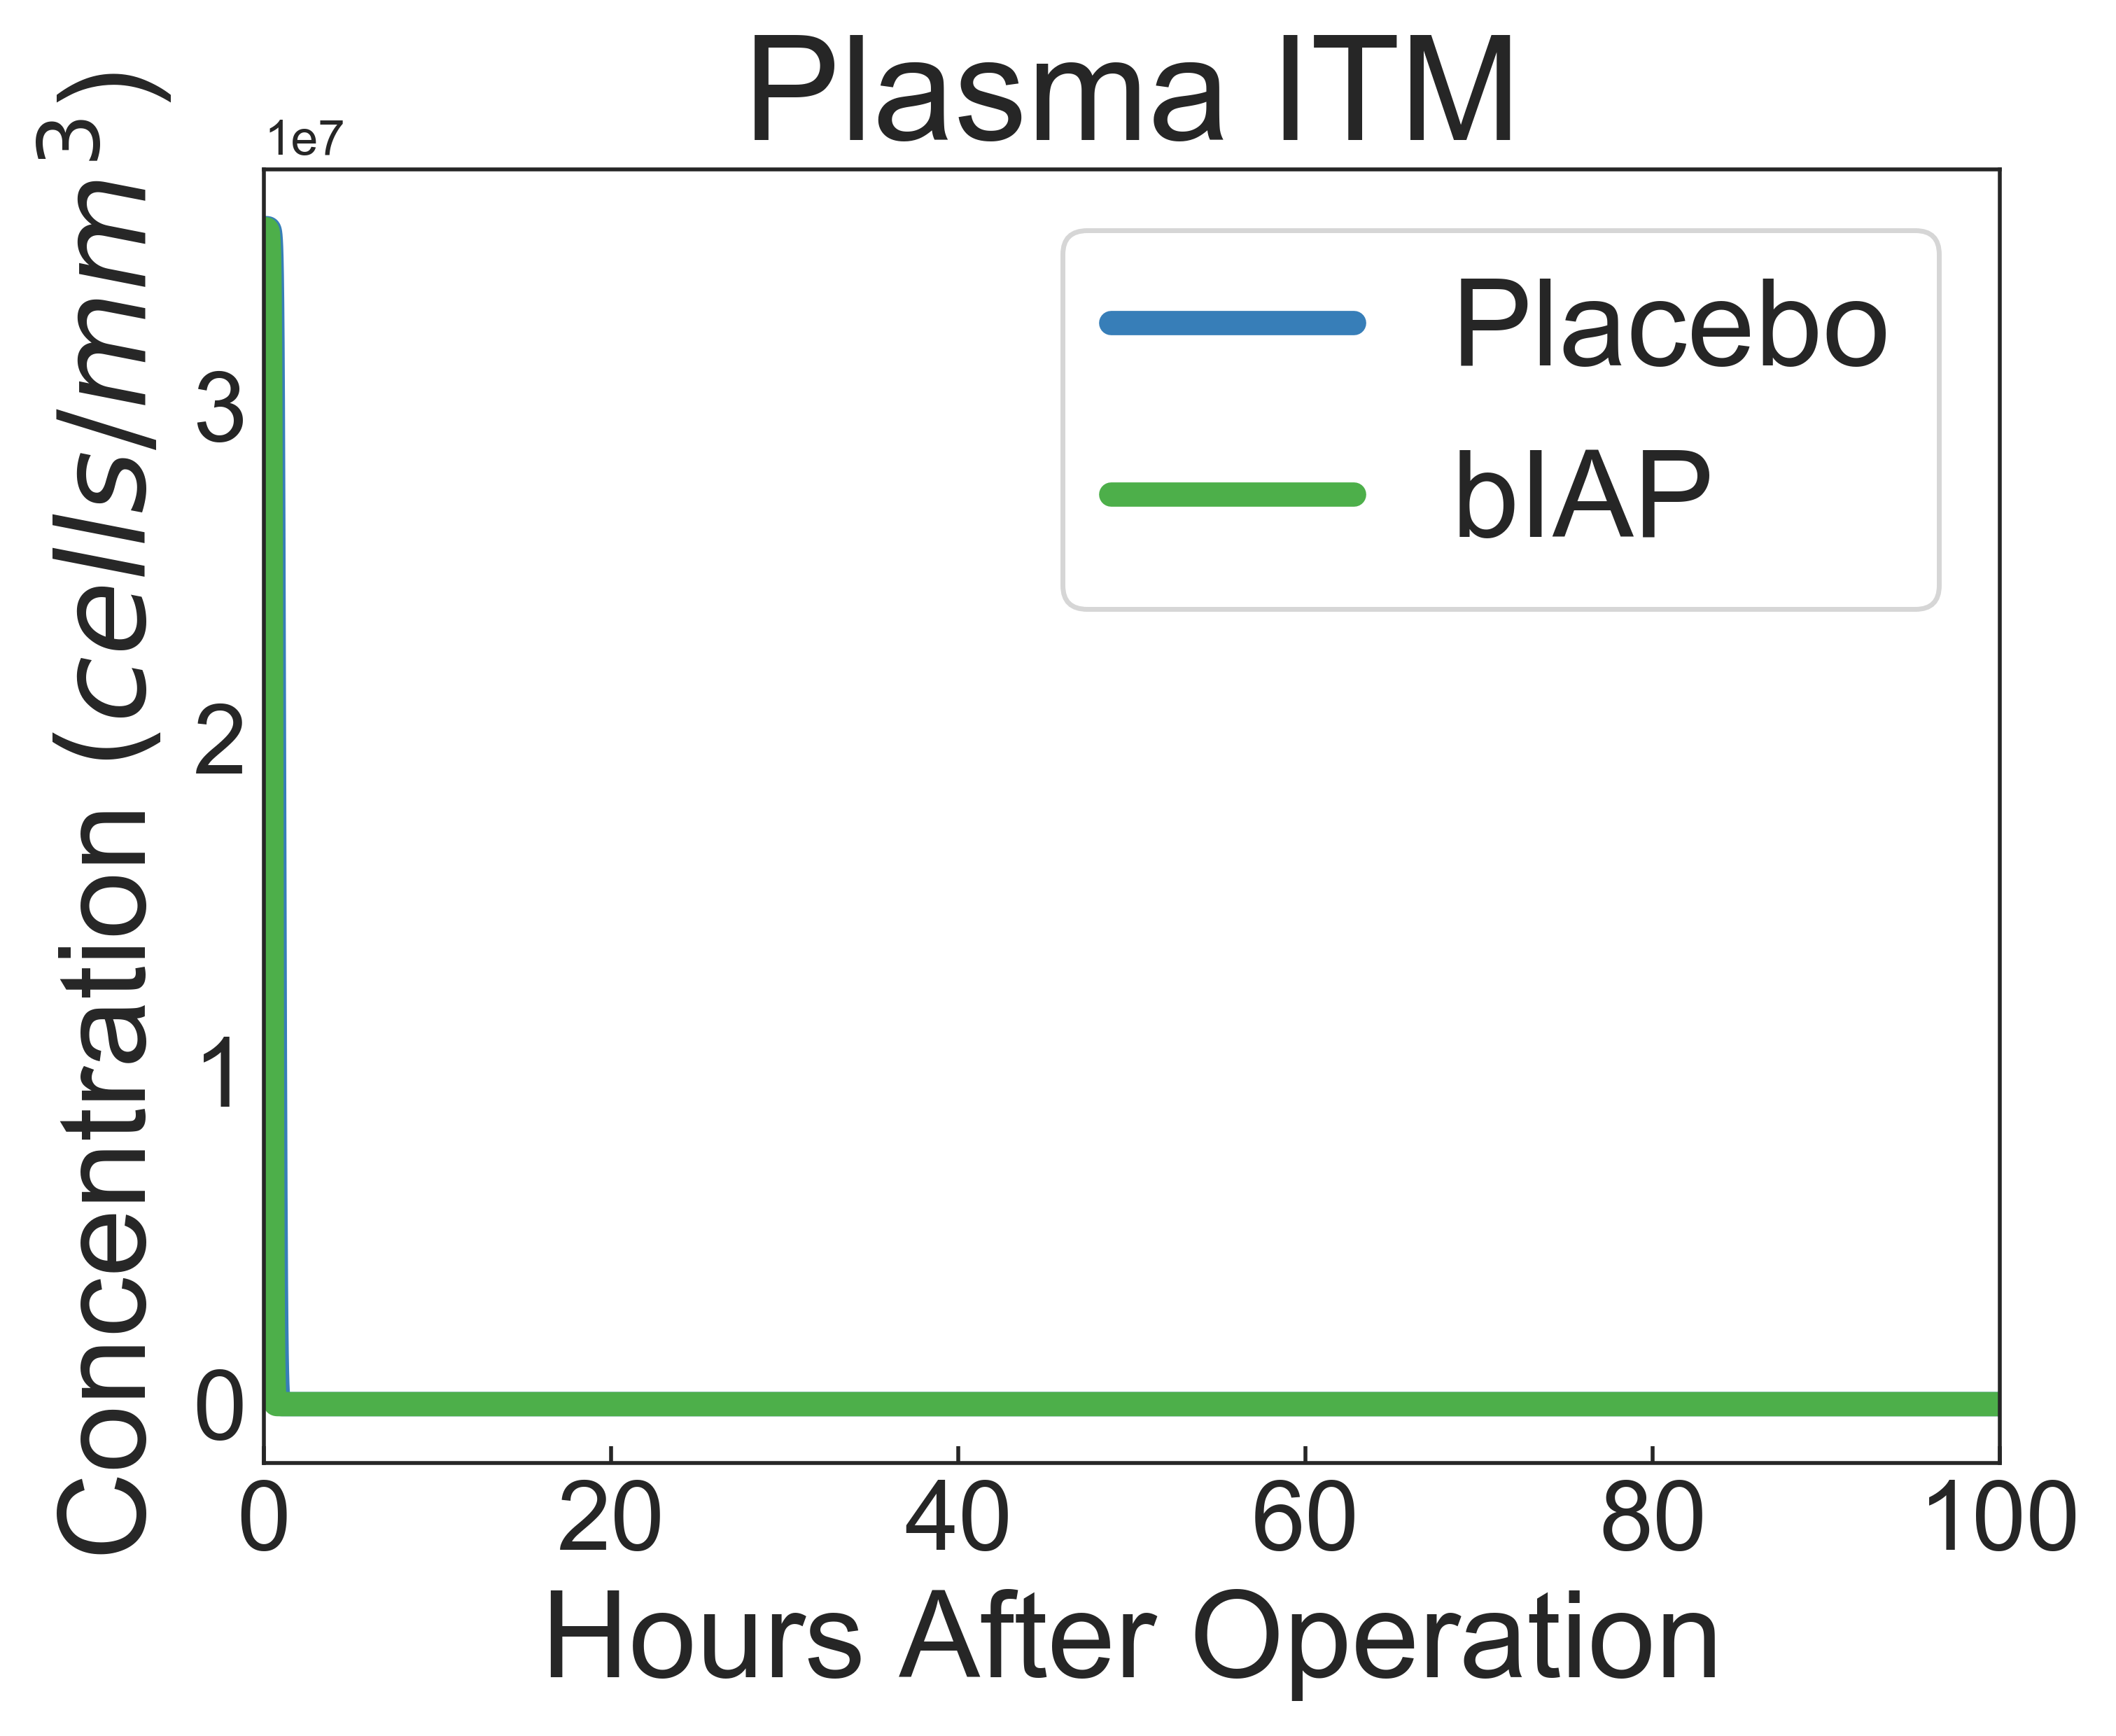 Plasma ITM
1e7
Concentration (cells/mm³)
3
2
1
0
Placebo
bIAP
0 20 40 60 80 100
Hours After Operation